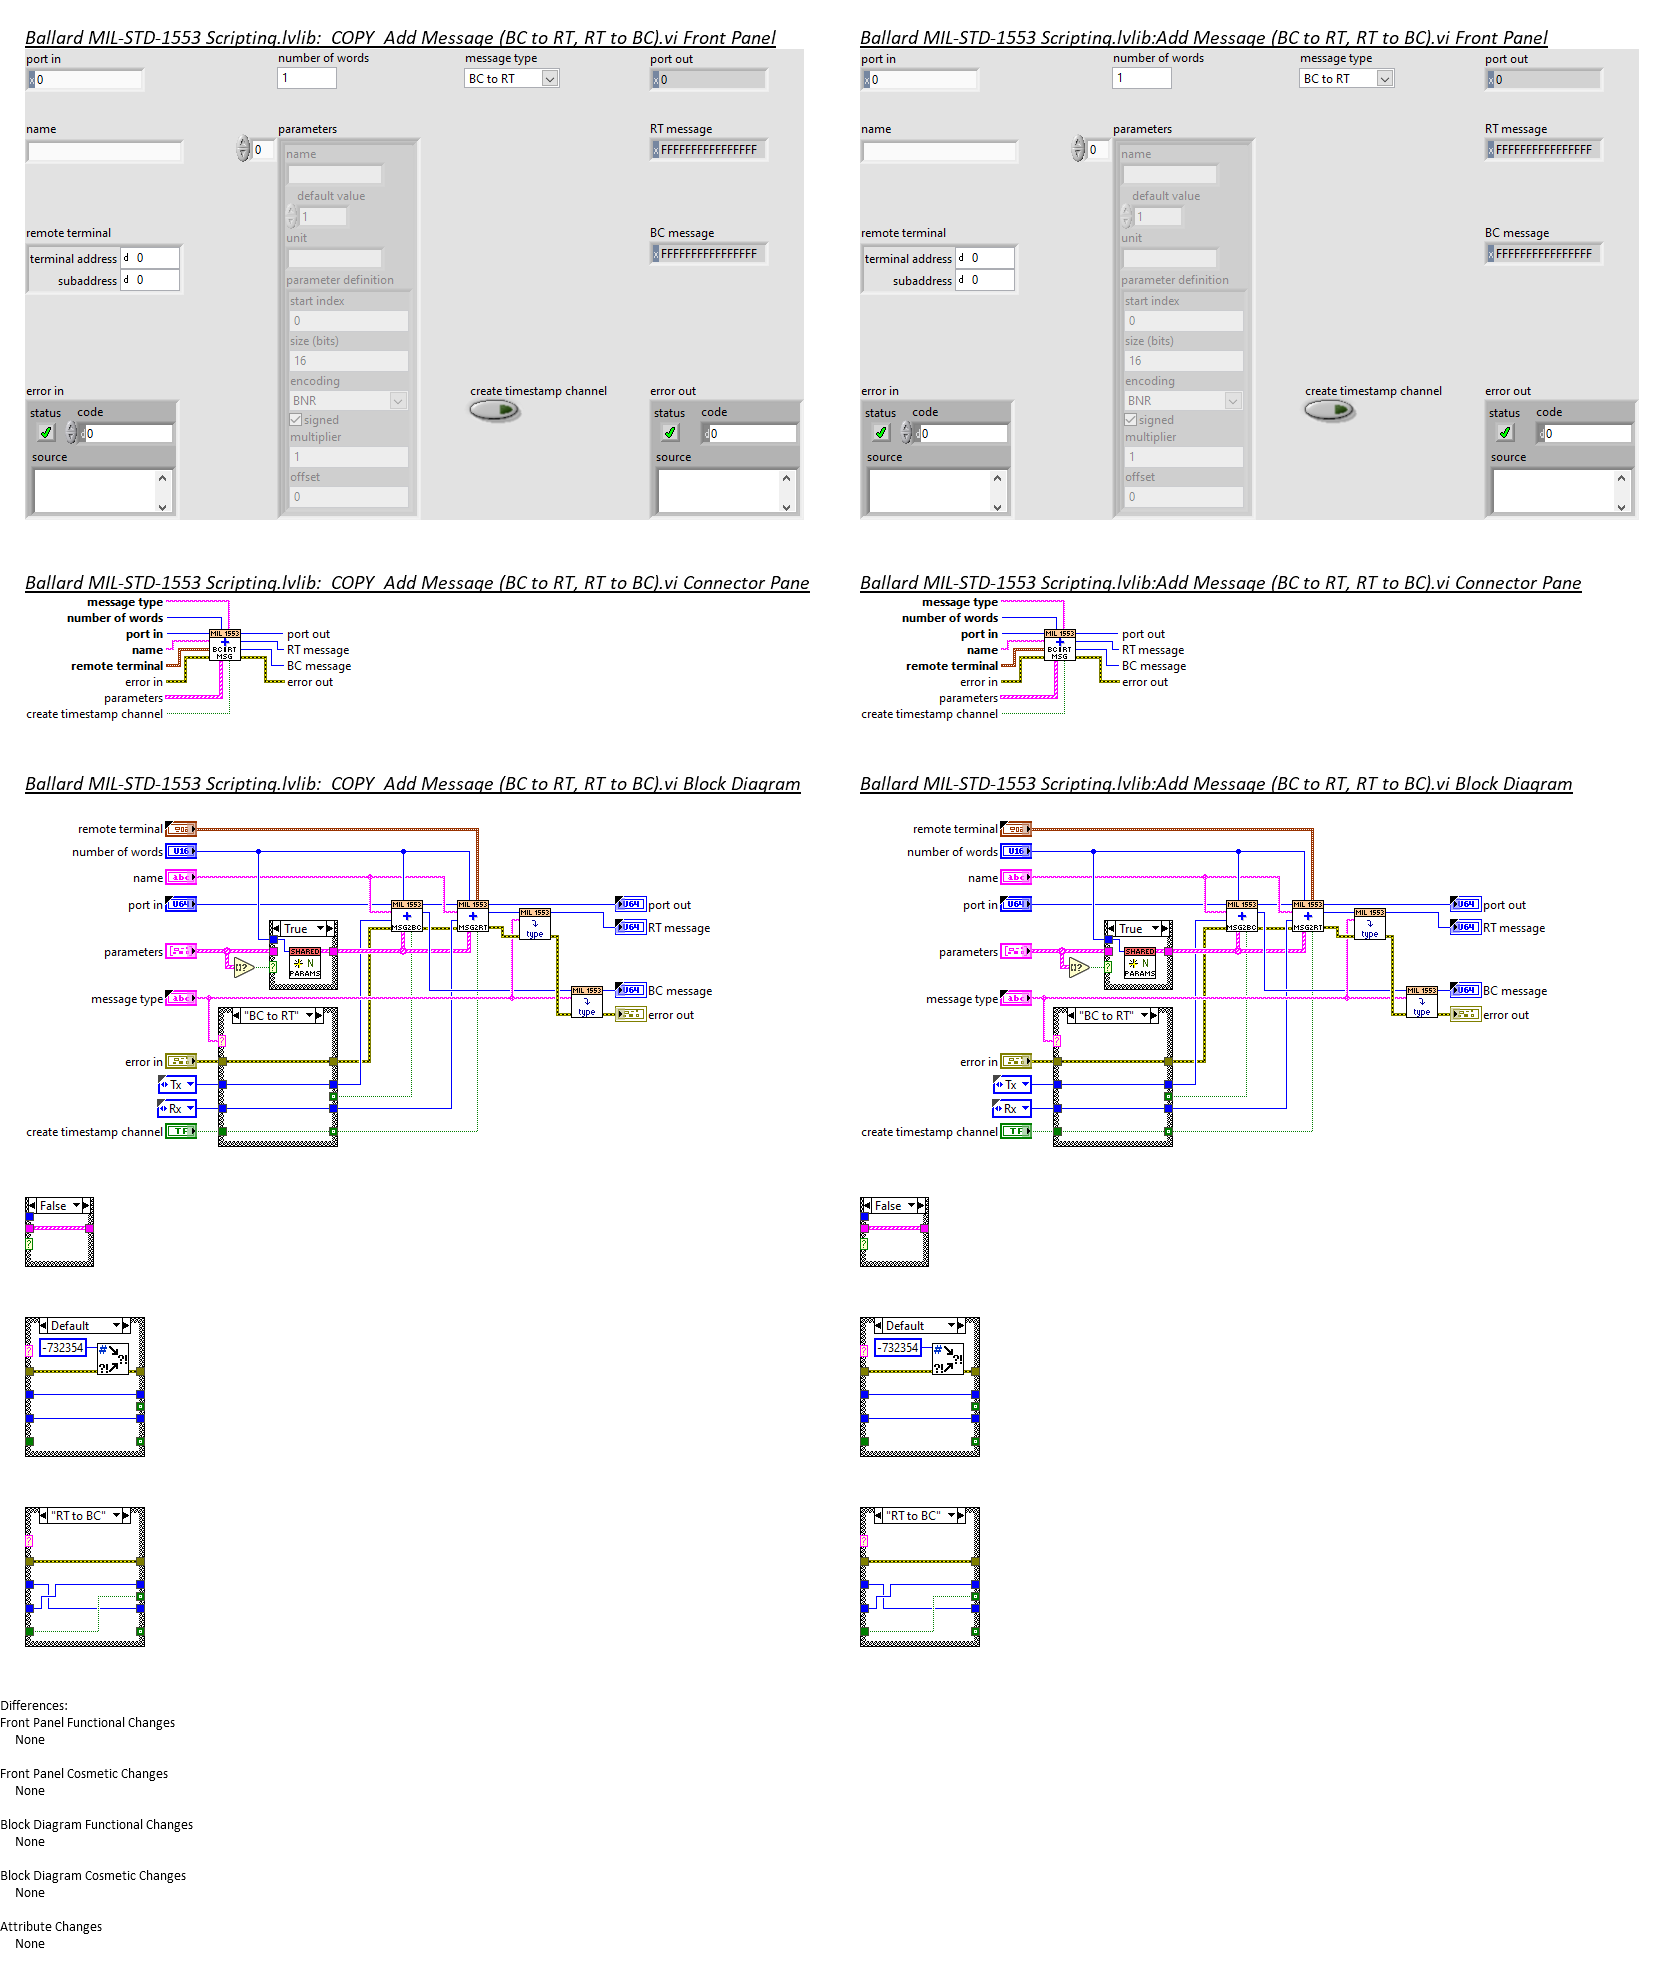 Ballard MIL-STD-1553 Scripting.lvlib:_COPY_Add Message (BC to RT, RT to BC).vi Front Panel
port in
x 0
number of words
1
message type
BC to RT
port out
x 0
name
0
parameters
name
default value
1
unit
parameter definition
start index
0
size (bits)
16
encoding
BNR
signed
multiplier
1
offset
0
RT message
x FFFFFFFFFFFFFFFF
remote terminal
terminal address d 0
subaddress d 0
BC message
x FFFFFFFFFFFFFFFF
error in
status code
d 0
source
create timestamp channel
error out
status code
d 0
source
Ballard MIL-STD-1553 Scripting.lvlib:Add Message (BC to RT, RT to BC).vi Front Panel
port in
x 0
number of words
1
message type
BC to RT
port out
x 0
name
0
parameters
name
default value
1
unit
parameter definition
start index
0
size (bits)
16
encoding
BNR
signed
multiplier
1
offset
0
RT message
x FFFFFFFFFFFFFFFF
remote terminal
terminal address d 0
subaddress d 0
BC message
x FFFFFFFFFFFFFFFF
error in
status code
d 0
source
create timestamp channel
error out
status code
d 0
source
Ballard MIL-STD-1553 Scripting.lvlib:_COPY_Add Message (BC to RT, RT to BC).vi Connector Pane
message type
number of words
port in
name
remote terminal
error in
parameters
create timestamp channel
MIL 1553
BC RT
MSG
port out
RT message
BC message
error out
Ballard MIL-STD-1553 Scripting.lvlib:Add Message (BC to RT, RT to BC).vi Connector Pane
message type
number of words
port in
name
remote terminal
error in
parameters
create timestamp channel
MIL 1553
BC RT
MSG
port out
RT message
BC message
error out
Ballard MIL-STD-1553 Scripting.lvlib:_COPY_Add Message (BC to RT, RT to BC).vi Block Diagram
remote terminal
number of words U16
name abc
port in U64
parameters
True
SHARED
N
PARAMS
message type abc
"BC to RT"
error in
Tx
Rx
create timestamp channel TF
MIL 1553
+
MSG2BC
MIL 1553
+
MSG2RT
MIL 1553
type
MIL 1553
type
U64 port out
U64 RT message
U64 BC message
error out
Ballard MIL-STD-1553 Scripting.lvlib:Add Message (BC to RT, RT to BC).vi Block Diagram
remote terminal
number of words U16
name abc
port in U64
parameters
True
SHARED
N
PARAMS
message type abc
"BC to RT"
error in
Tx
Rx
create timestamp channel TF
MIL 1553
+
MSG2BC
MIL 1553
+
MSG2RT
MIL 1553
type
MIL 1553
type
U64 port out
U64 RT message
U64 BC message
error out
False
False
Default
-732354
#
?!
?!
Default
-732354
#
?!
?!
"RT to BC"
"RT to BC"
Differences:
Front Panel Functional Changes
None
Front Panel Cosmetic Changes
None
Block Diagram Functional Changes
None
Block Diagram Cosmetic Changes
None
Attribute Changes
None